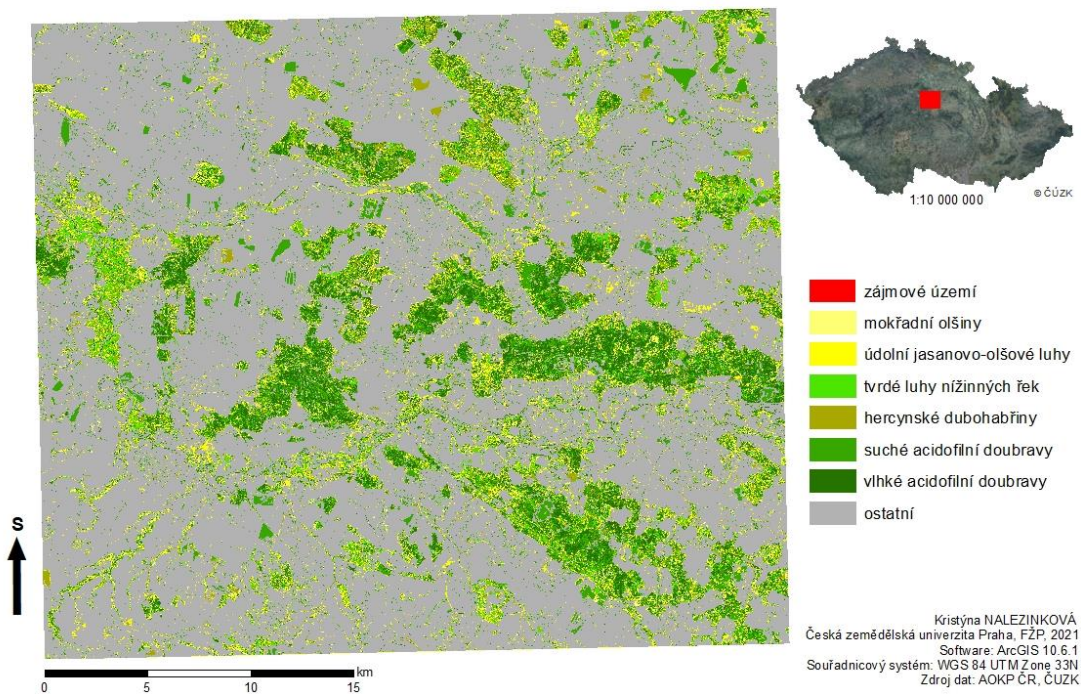 © ČÚZK
1:10 000 000
zájmové území
mokřadní olšiny
údolní jasanovo-olšové luhy
tvrdé luhy nížinných řek
hercynské dubohabřiny
suché acidofilní doubravy
vlhké acidofilní doubravy
ostatní
S
km
0 5 10 15
Kristýna NALEZINKOVÁ
Česká zemědělská univerzita Praha, FŽP, 2021
Software: ArcGIS 10.6.1
Souřadnicový systém: WGS 84 UTM Zone 33N
Zdroj dat: AOKP ČR, ČUZK